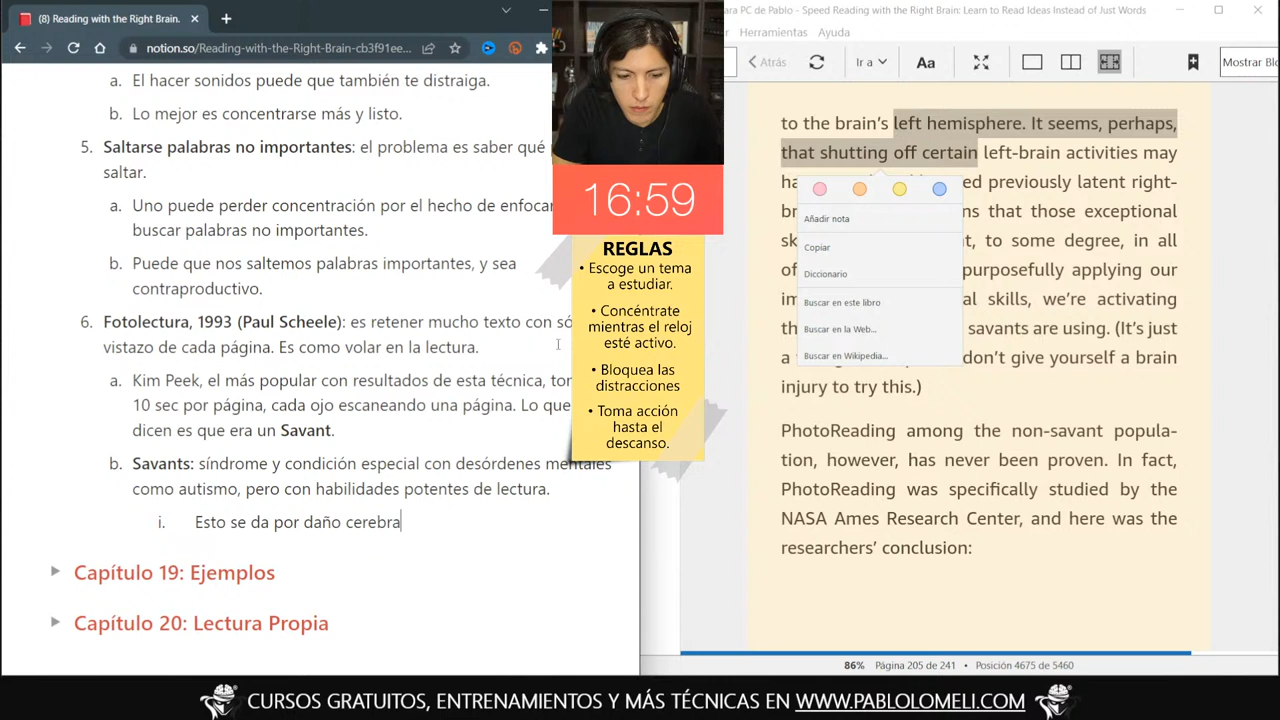 (8) Reading with the Right Brain.
notion.so/Reading-with-the-Right-Brain-cb3f91ee...
a. El hacer sonidos puede que también te distraiga.
b. Lo mejor es concentrarse más y listo.
5. Saltarse palabras no importantes: el problema es saber qué
saltar.
a. Uno puede perder concentración por el hecho de enfocar
buscar palabras no importantes.
b. Puede que nos saltemos palabras importantes, y sea
contraproductivo.
6. Fotolectura, 1993 (Paul Scheele): es retener mucho texto con só
vistazo de cada página. Es como volar en la lectura.
a. Kim Peek, el más popular con resultados de esta técnica, tor
10 sec por página, cada ojo escaneando una página. Lo que
dicen es que era un Savant.
b. Savants: síndrome y condición especial con desórdenes mentales
como autismo, pero con habilidades potentes de lectura.
i. Esto se da por daño cerebra
Capítulo 19: Ejemplos
Capítulo 20: Lectura Propia
16:59
REGLAS
• Escoge un tema
a estudiar.
• Concéntrate
mientras el reloj
esté activo.
• Bloquea las
distracciones
• Toma acción
hasta el
descanso.
ara PC de Pablo - Speed Reading with the Right Brain: Learn to Read Ideas Instead of Just Words
Herramientas Ayuda
Atrás Ir a Aa Mostrar Blo
to the brain's left hemisphere. It seems, perhaps,
that shutting off certain left-brain activities may
ha ed previously latent right-
br ns that those exceptional
sk t, to some degree, in all
of purposefully applying our
im al skills, we're activating
th savants are using. (It's just
a don't give yourself a brain
injury to try this.)
Añadir nota
Copiar
Diccionario
Buscar en este libro
Buscar en la Web...
Buscar en Wikipedia...
PhotoReading among the non-savant popula-
tion, however, has never been proven. In fact,
PhotoReading was specifically studied by the
NASA Ames Research Center, and here was the
researchers' conclusion:
86% Página 205 de 241 • Posición 4675 de 5460
CURSOS GRATUITOS, ENTRENAMIENTOS Y MÁS TÉCNICAS EN WWW.PABLOLOMELI.COM